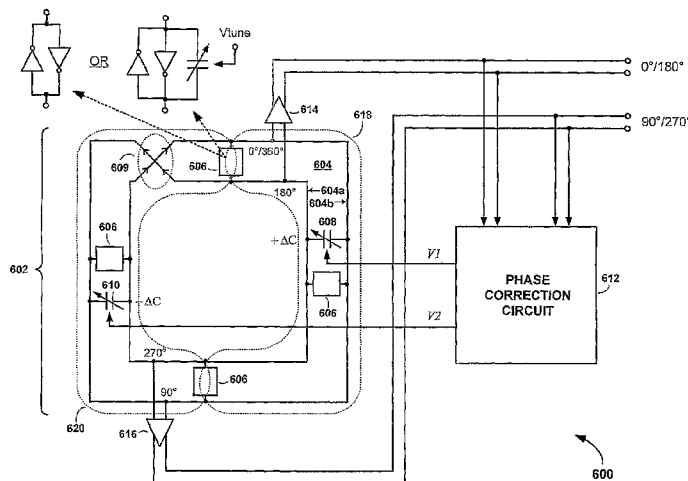 Vtune
OR
0°/180°
614
618
90°/270°
609
606
0°/360°
604
180°
604a
604b
608
606
+ΔC
602
610
V1
PHASE
CORRECTION
CIRCUIT
612
-ΔC
606
V2
270°
606
90°
620
616
600